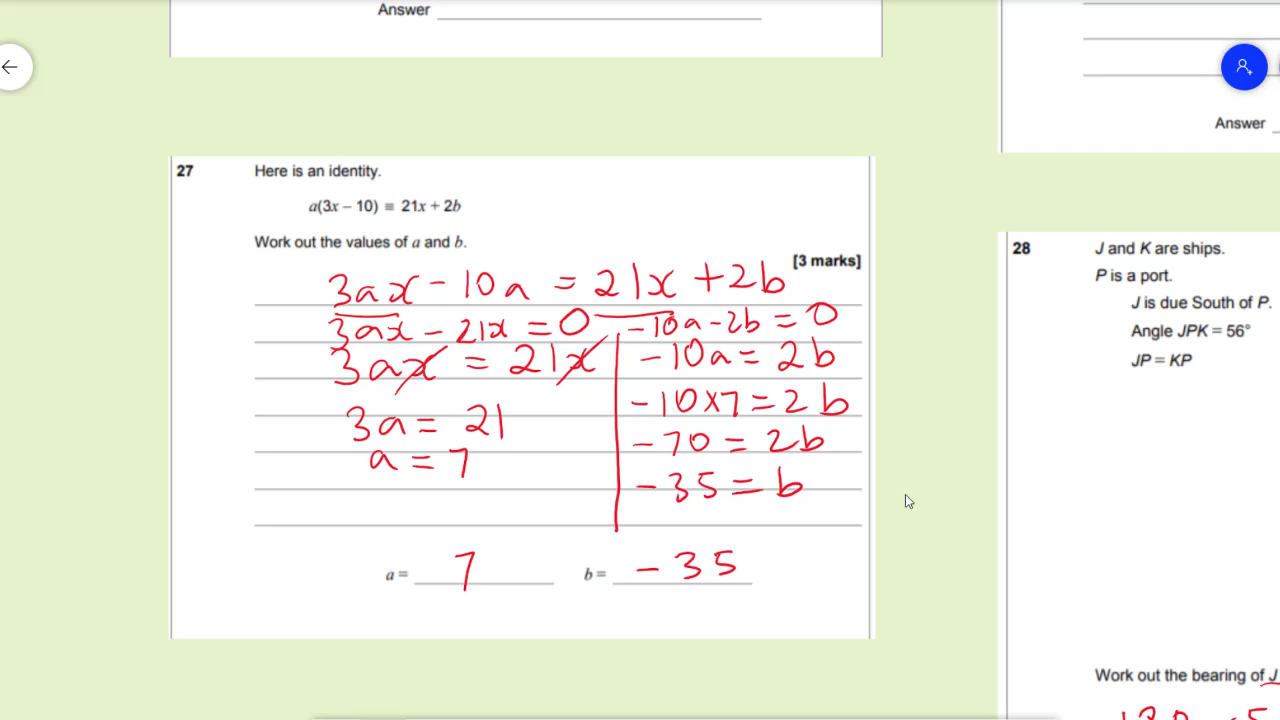 Answer
Answer
27 Here is an identity.
a(3x – 10) ≡ 21x + 2b
Work out the values of a and b.
[3 marks]
3ax - 10a = 21x + 2b
3ax - 21x = 0
3ax = 21x
3a = 21
a = 7
-10a - 2b = 0
-10a = 2b
-10 × 7 = 2b
-70 = 2b
-35 = b
a = 7 b = -35
28 J and K are ships.
P is a port.
J is due South of P.
Angle JPK = 56°
JP = KP
Work out the bearing of J